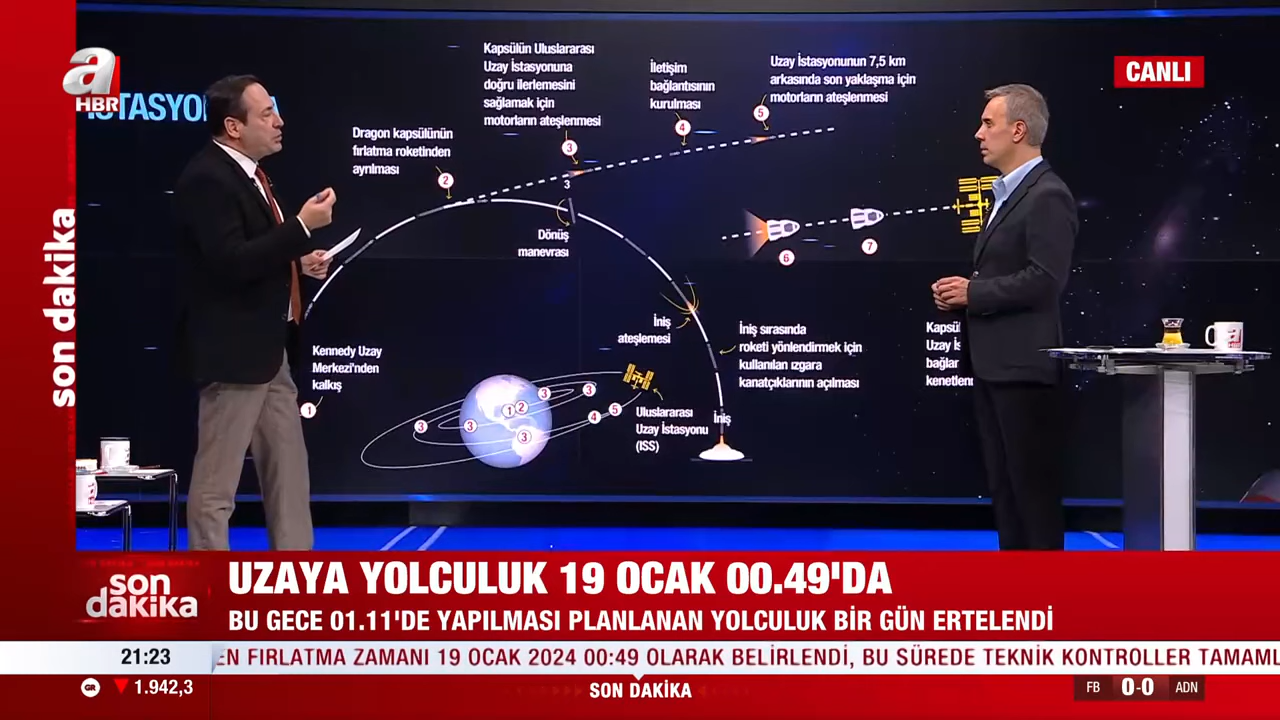 a
HBR
İSTASYO
CANLI
son dakika
Kapsülün Uluslararası
Uzay İstasyonuna
doğru ilerlemesini
sağlamak için
motorların ateşlenmesi
İletişim
bağlantısının
kurulması
Uzay İstasyonunun 7,5 km
arkasında son yaklaşma için
motorların ateşlenmesi
Dragon kapsülünün
fırlatma roketinden
ayrılması
2
3
4
5
3
Dönüş
manevrası
6
7
İniş
ateşlemesi
İniş sırasında
roketi yönlendirmek için
kullanılan ızgara
kanatçıklarının açılması
Kapsül
Uzay İs
bağlar
kenetlenm
Kennedy Uzay
Merkezi'nden
kalkış
1
3
3
1
2
3
3
3
4
5
Uluslararası
Uzay İstasyonu
(ISS)
İniş
a
son
dakika
UZAYA YOLCULUK 19 OCAK 00.49'DA
BU GECE 01.11'DE YAPILMASI PLANLANAN YOLCULUK BİR GÜN ERTELENDİ
21:23
EN FIRLATMA ZAMANI 19 OCAK 2024 00:49 OLARAK BELİRLENDİ, BU SÜREDE TEKNİK KONTROLLER TAMAML
GR 1.942,3
SON DAKİKA
FB 0-0 ADN